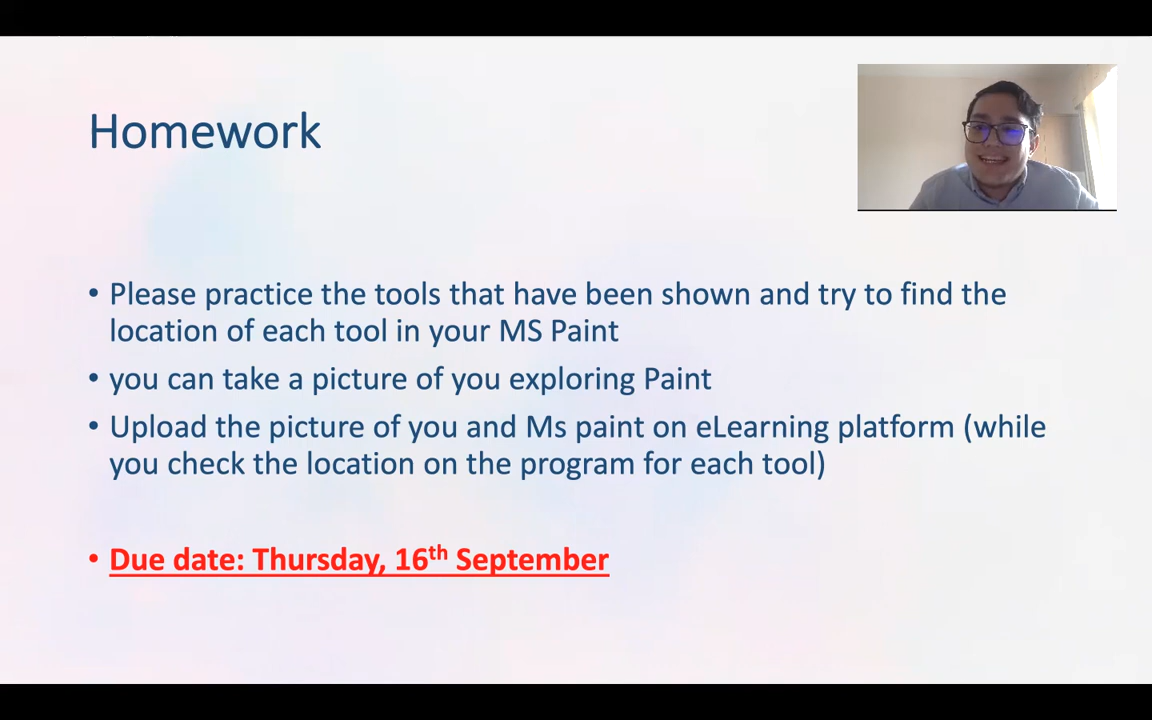 Homework
• Please practice the tools that have been shown and try to find the
location of each tool in your MS Paint
• you can take a picture of you exploring Paint
• Upload the picture of you and Ms paint on eLearning platform (while
you check the location on the program for each tool)
• Due date: Thursday, 16th September